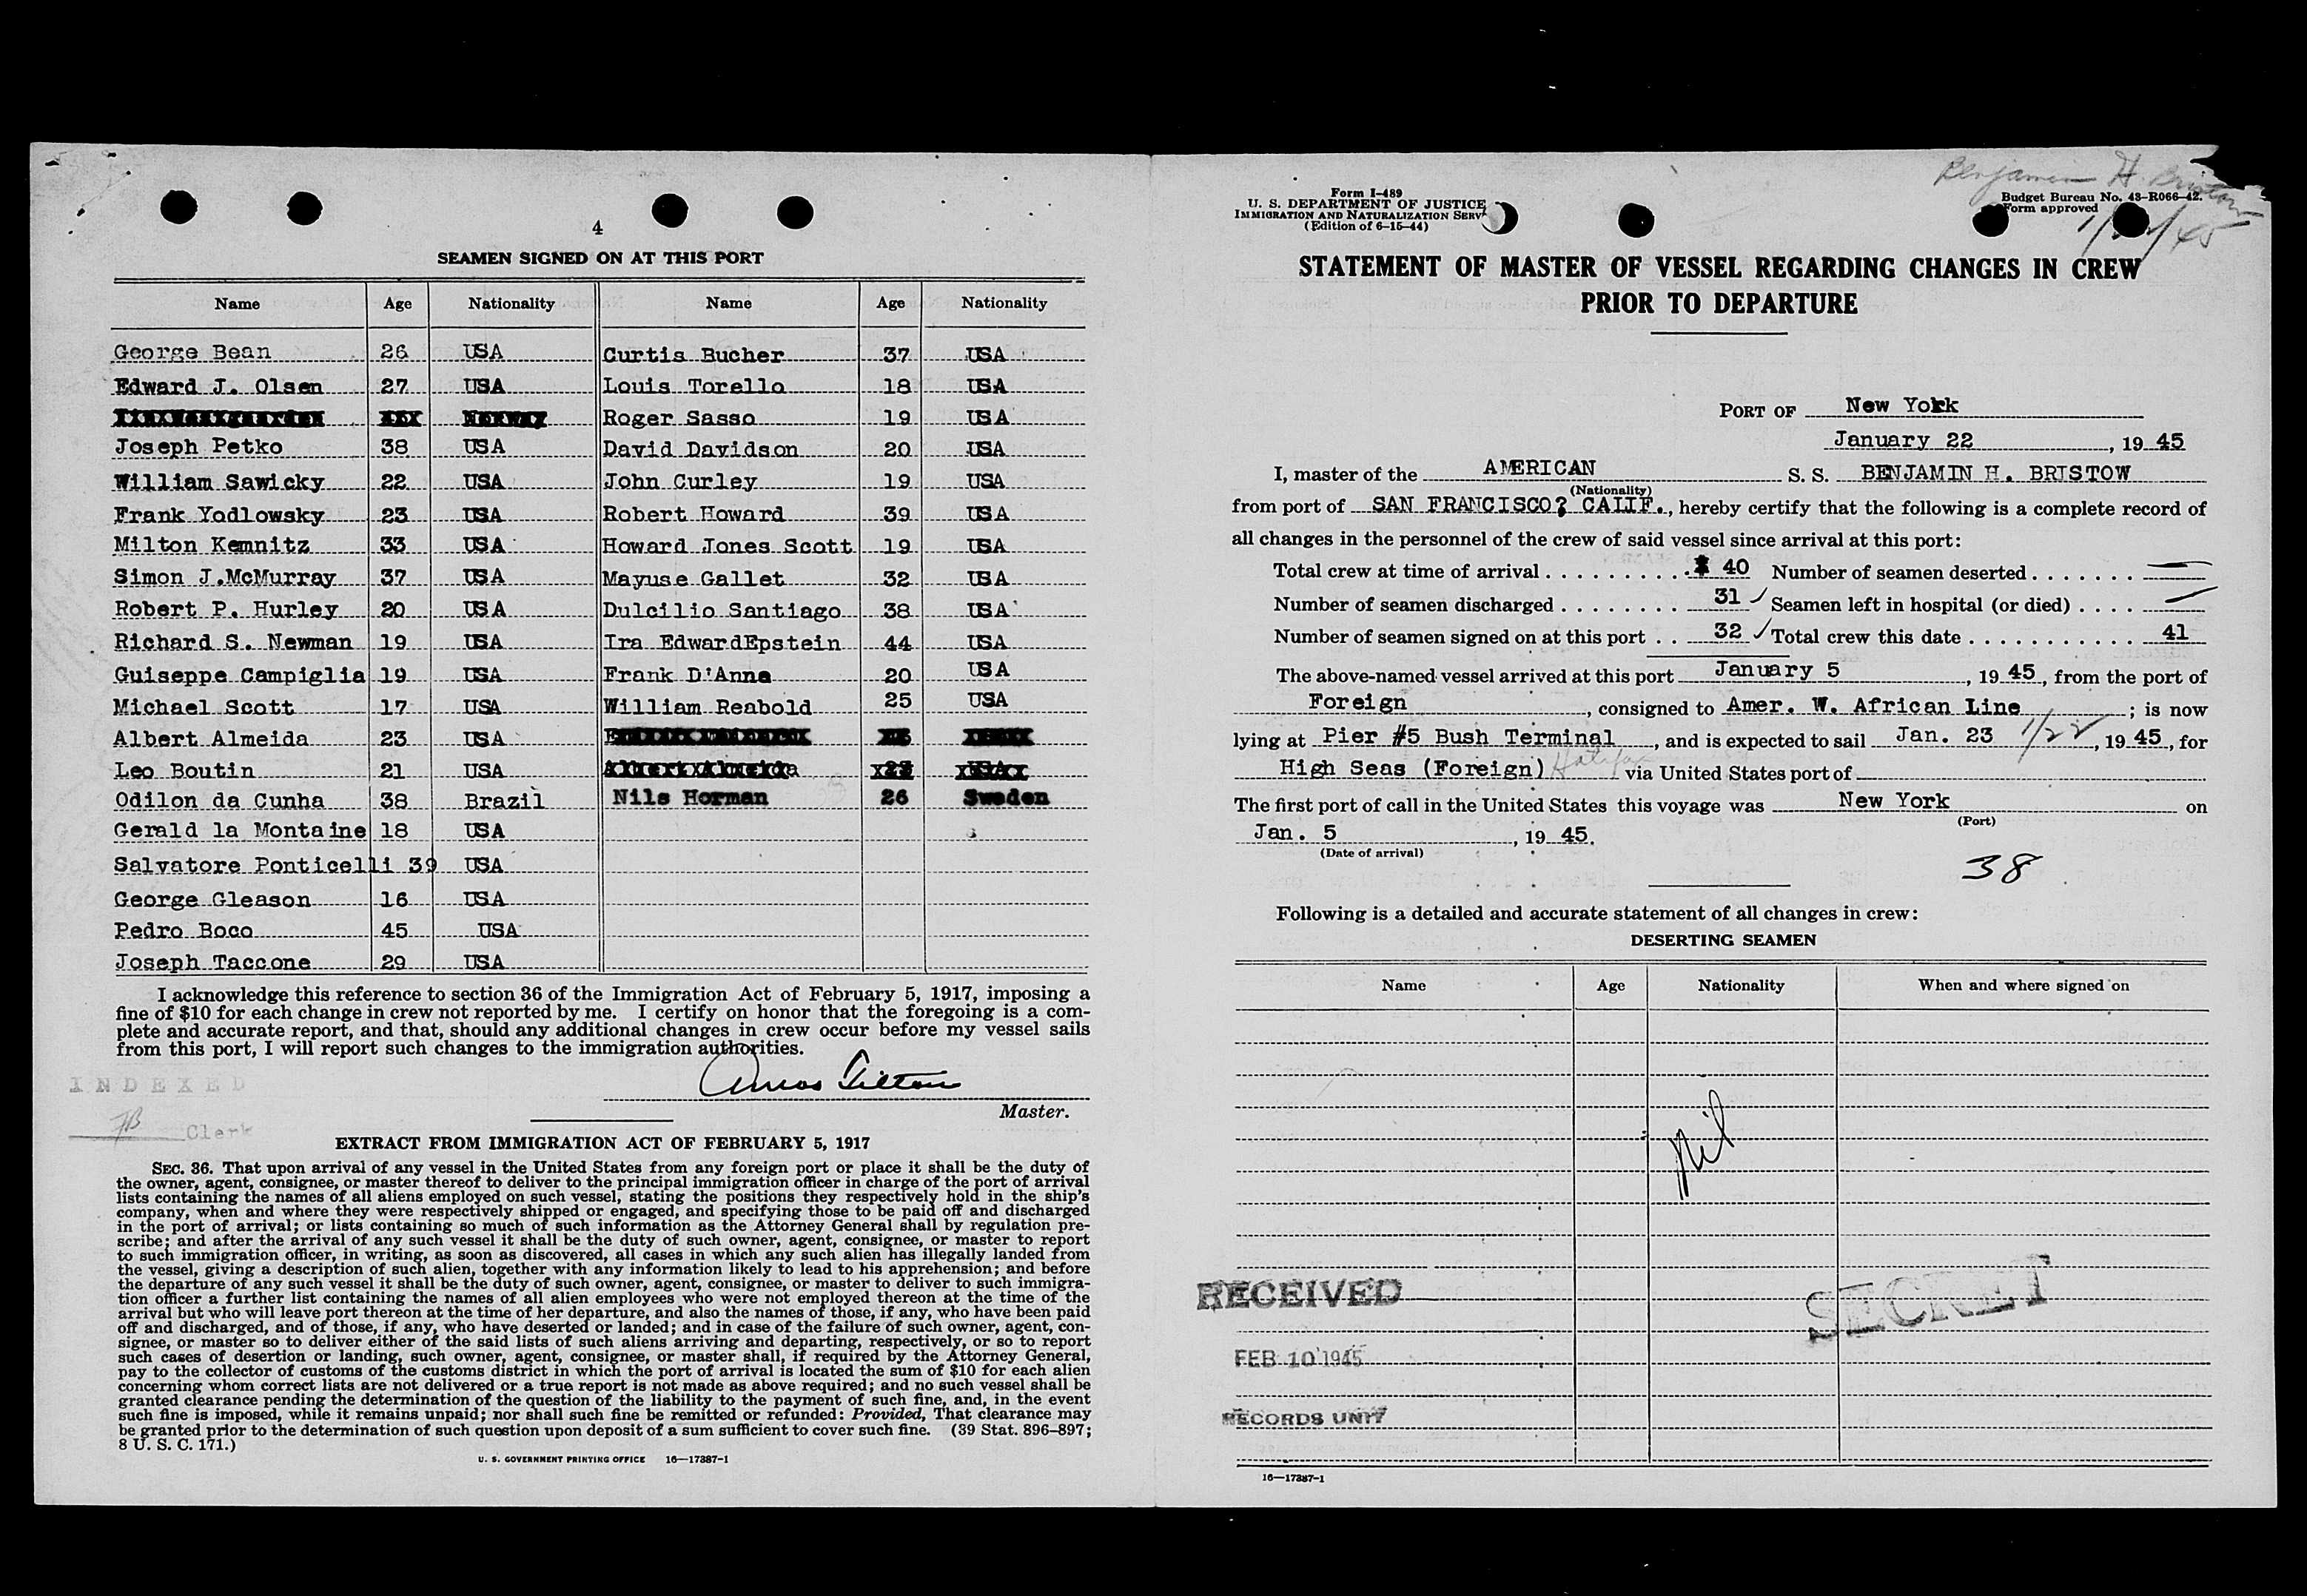 4
SEAMEN SIGNED ON AT THIS PORT
Name Age Nationality Name Age Nationality
George Bean 26 USA Curtis Bucher 37 USA
Edward J. Olsen 27 USA Louis Torello 18 USA
Roger Sasso 19 USA
Joseph Petko 38 USA David Davidson 20 USA
William Sawicky 22 USA John Curley 19 USA
Frank Yodlowsky 23 USA Robert Howard 39 USA
Milton Kemnitz 33 USA Howard Jones Scott 19 USA
Simon J.McMurray 37 USA Mayuse Gallet 32 USA
Robert P. Hurley 20 USA Dulcilio Santiago 38 USA
Richard S. Newman 19 USA Ira EdwardEpstein 44 USA
Guiseppe Campiglia 19 USA Frank D'Anna 20 USA
Michael Scott 17 USA William Reabold 25 USA
Albert Almeida 23 USA
Leo Boutin 21 USA
Odilon da Cunha 38 Brazil Nils Horman 26 Sweden
Gerald la Montaine 18 USA
Salvatore Ponticelli 39 USA
George Gleason 16 USA
Pedro Boco 45 USA
Joseph Taccone 29 USA
I acknowledge this reference to section 36 of the Immigration Act of February 5, 1917, imposing a
fine of $10 for each change in crew not reported by me. I certify on honor that the foregoing is a com-
plete and accurate report, and that, should any additional changes in crew occur before my vessel sails
from this port, I will report such changes to the immigration authorities.
INDEXED
Amos Tilton
Master.
JB Clerk
EXTRACT FROM IMMIGRATION ACT OF FEBRUARY 5, 1917
SEC. 36. That upon arrival of any vessel in the United States from any foreign port or place it shall be the duty of
the owner, agent, consignee, or master thereof to deliver to the principal immigration officer in charge of the port of arrival
lists containing the names of all aliens employed on such vessel, stating the positions they respectively hold in the ship's
company, when and where they were respectively shipped or engaged, and specifying those to be paid off and discharged
in the port of arrival; or lists containing so much of such information as the Attorney General shall by regulation pre-
scribe; and after the arrival of any such vessel it shall be the duty of such owner, agent, consignee, or master to report
to such immigration officer, in writing, as soon as discovered, all cases in which any such alien has illegally landed from
the vessel, giving a description of such alien, together with any information likely to lead to his apprehension; and before
the departure of any such vessel it shall be the duty of such owner, agent, consignee, or master to deliver to such immigra-
tion officer a further list containing the names of all alien employees who were not employed thereon at the time of the
arrival but who will leave port thereon at the time of her departure, and also the names of those, if any, who have been paid
off and discharged, and of those, if any, who have deserted or landed; and in case of the failure of such owner, agent, con-
signee, or master so to deliver either of the said lists of such aliens arriving and departing, respectively, or so to report
such cases of desertion or landing, such owner, agent, consignee, or master shall, if required by the Attorney General,
pay to the collector of customs of the customs district in which the port of arrival is located the sum of $10 for each alien
concerning whom correct lists are not delivered or a true report is not made as above required; and no such vessel shall be
granted clearance pending the determination of the question of the liability to the payment of such fine, and, in the event
such fine is imposed, while it remains unpaid; nor shall such fine be remitted or refunded: Provided, That clearance may
be granted prior to the determination of such question upon deposit of a sum sufficient to cover such fine. (39 Stat. 896–897;
8 U. S. C. 171.)
U. S. GOVERNMENT PRINTING OFFICE 16—17387-1
Benjamin H. Bristow
Form I-489
U. S. DEPARTMENT OF JUSTICE
IMMIGRATION AND NATURALIZATION SERV
(Edition of 6-15-44)
Budget Bureau No. 43-R066-42.
Form approved
STATEMENT OF MASTER OF VESSEL REGARDING CHANGES IN CREW
PRIOR TO DEPARTURE
PORT OF New York
January 22, 19 45
I, master of the AMERICAN S. S. BENJAMIN H. BRISTOW
(Nationality)
from port of SAN FRANCISCO? CALIF., hereby certify that the following is a complete record of
all changes in the personnel of the crew of said vessel since arrival at this port:
Total crew at time of arrival 40 Number of seamen deserted —
Number of seamen discharged 31 ✓ Seamen left in hospital (or died) —
Number of seamen signed on at this port 32 ✓ Total crew this date 41
The above-named vessel arrived at this port January 5, 19 45, from the port of
Foreign, consigned to Amer. W. African Line; is now
lying at Pier #5 Bush Terminal, and is expected to sail Jan. 23 1/22, 19 45, for
High Seas (Foreign) Halifax via United States port of
The first port of call in the United States this voyage was New York on
(Port)
Jan. 5, 19 45.
(Date of arrival)
38
Following is a detailed and accurate statement of all changes in crew:
DESERTING SEAMEN
Name Age Nationality When and where signed on
Nil
RECEIVED
SECRET
FEB 10 1945
RECORDS UNIT
16—17387-1